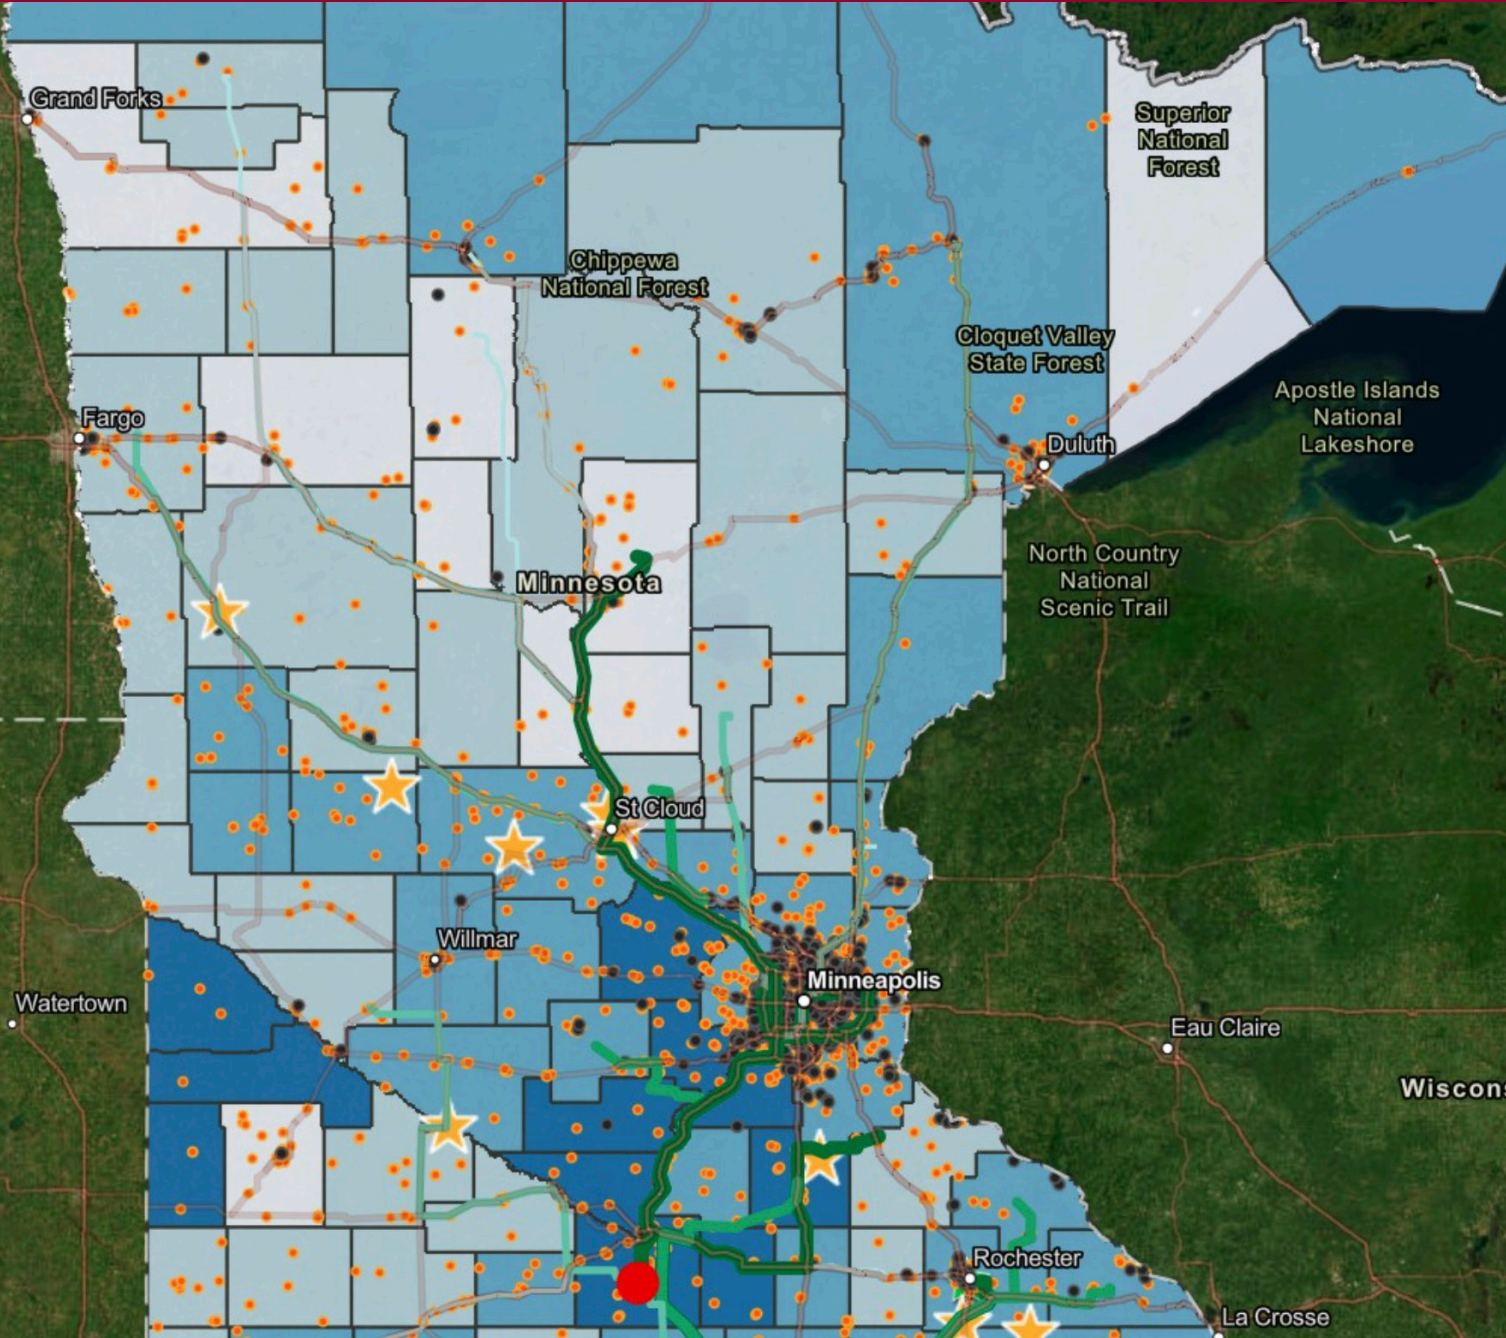 Grand Forks
Superior
National
Forest
Chippewa
National Forest
Cloquet Valley
State Forest
Apostle Islands
National
Lakeshore
Fargo
Duluth
North Country
National
Scenic Trail
Minnesota
St Cloud
Willmar
Minneapolis
Watertown
Eau Claire
Wiscons
Rochester
La Crosse